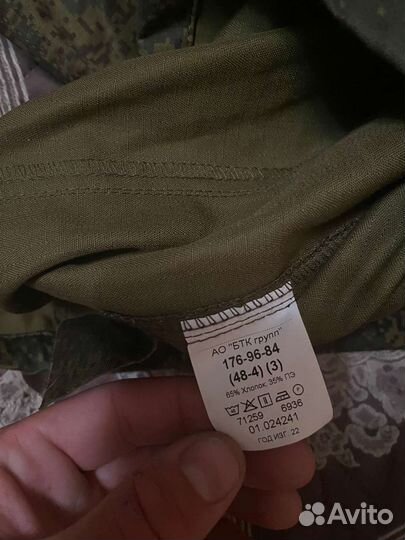 АО "БТК групп"
176-96-84
(48-4) (3)
65% Хлопок, 35% ПЭ
71259 6936
01.024241
ГОД ИЗГ. 22
Avito